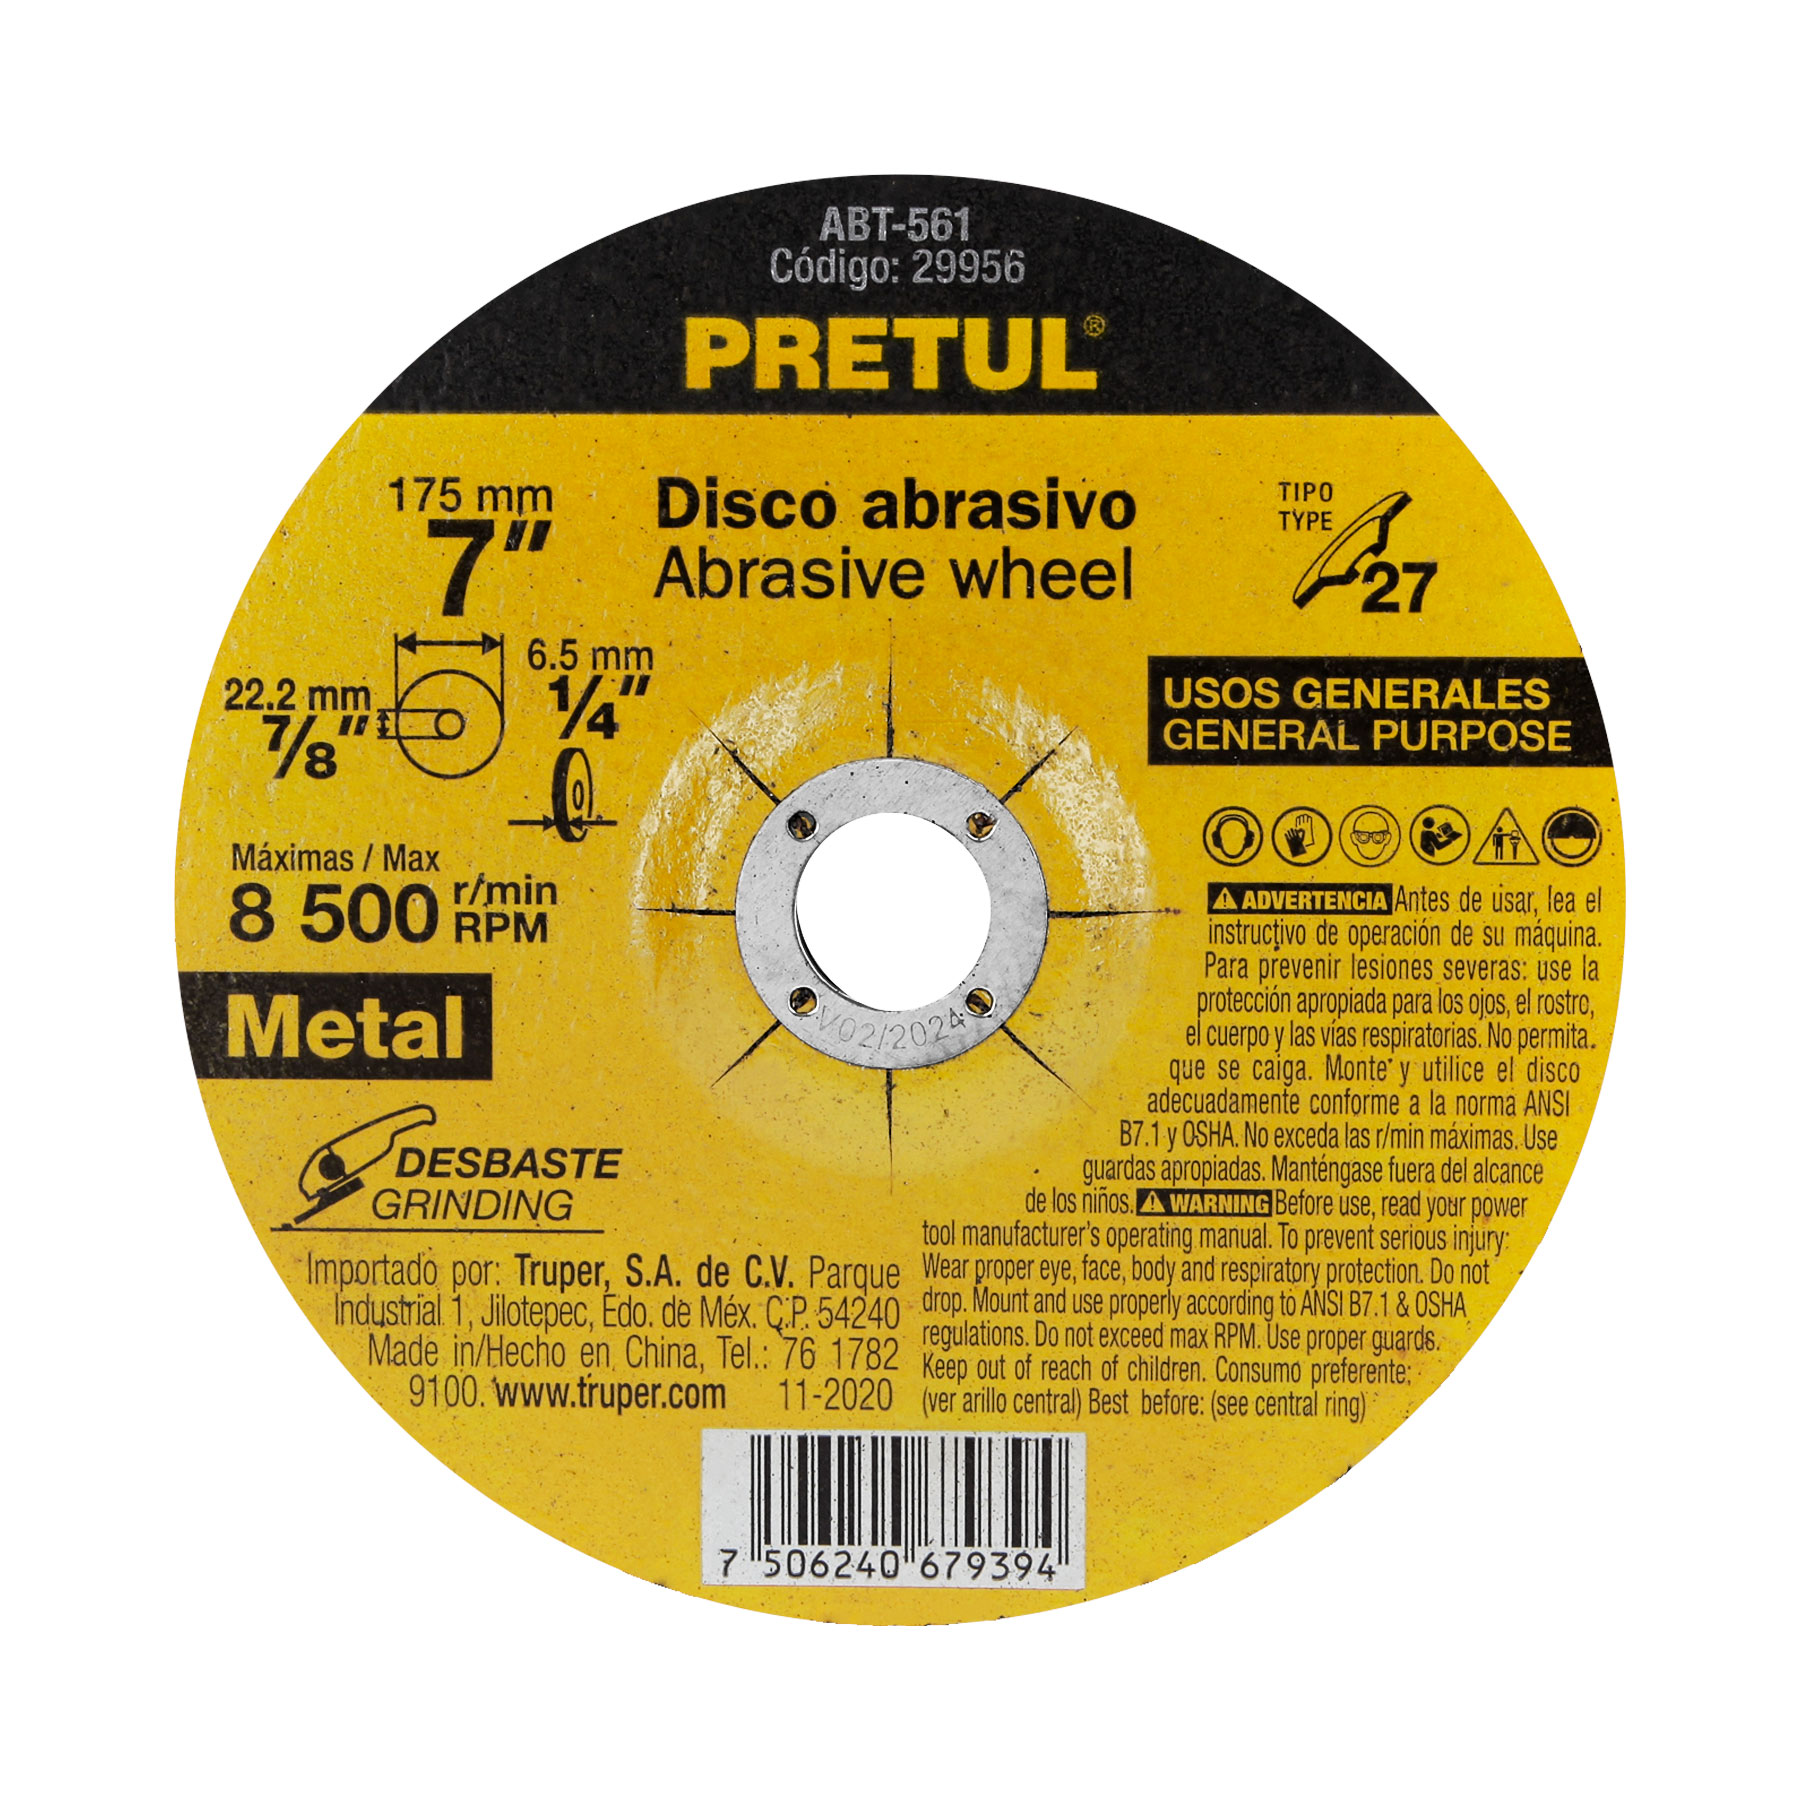 ABT-561
Código: 29956
PRETUL®
175 mm
7"
Disco abrasivo
Abrasive wheel
TIPO
TYPE
27
22.2 mm
7/8"
6.5 mm
1/4"
USOS GENERALES
GENERAL PURPOSE
Máximas / Max
8 500 r/min
RPM
Metal
DESBASTE
GRINDING
ADVERTENCIA Antes de usar, lea el
instructivo de operación de su máquina.
Para prevenir lesiones severas: use la
protección apropiada para los ojos, el rostro,
el cuerpo y las vías respiratorias. No permita
que se caiga. Monte y utilice el disco
adecuadamente conforme a la norma ANSI
B7.1 y OSHA. No exceda las r/min máximas. Use
guardas apropiadas. Manténgase fuera del alcance
de los niños. WARNING Before use, read your power
tool manufacturer's operating manual. To prevent serious injury:
Wear proper eye, face, body and respiratory protection. Do not
drop. Mount and use properly according to ANSI B7.1 & OSHA
regulations. Do not exceed max RPM. Use proper guards.
Keep out of reach of children. Consumo preferente:
(ver arillo central) Best before: (see central ring)
V02/2024
Importado por: Truper, S.A. de C.V. Parque
Industrial 1, Jilotepec, Edo. de Méx. C.P. 54240
Made in/Hecho en China, Tel.: 76 1782
9100. www.truper.com 11-2020
7 506240 679394